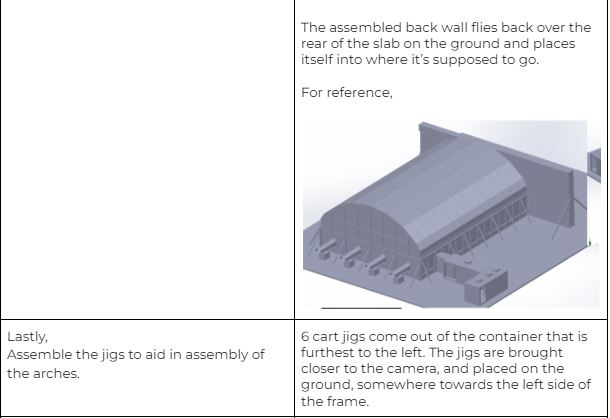 The assembled back wall flies back over the
rear of the slab on the ground and places
itself into where it's supposed to go.
For reference,
Lastly,
Assemble the jigs to aid in assembly of
the arches.
6 cart jigs come out of the container that is
furthest to the left. The jigs are brought
closer to the camera, and placed on the
ground, somewhere towards the left side of
the frame.